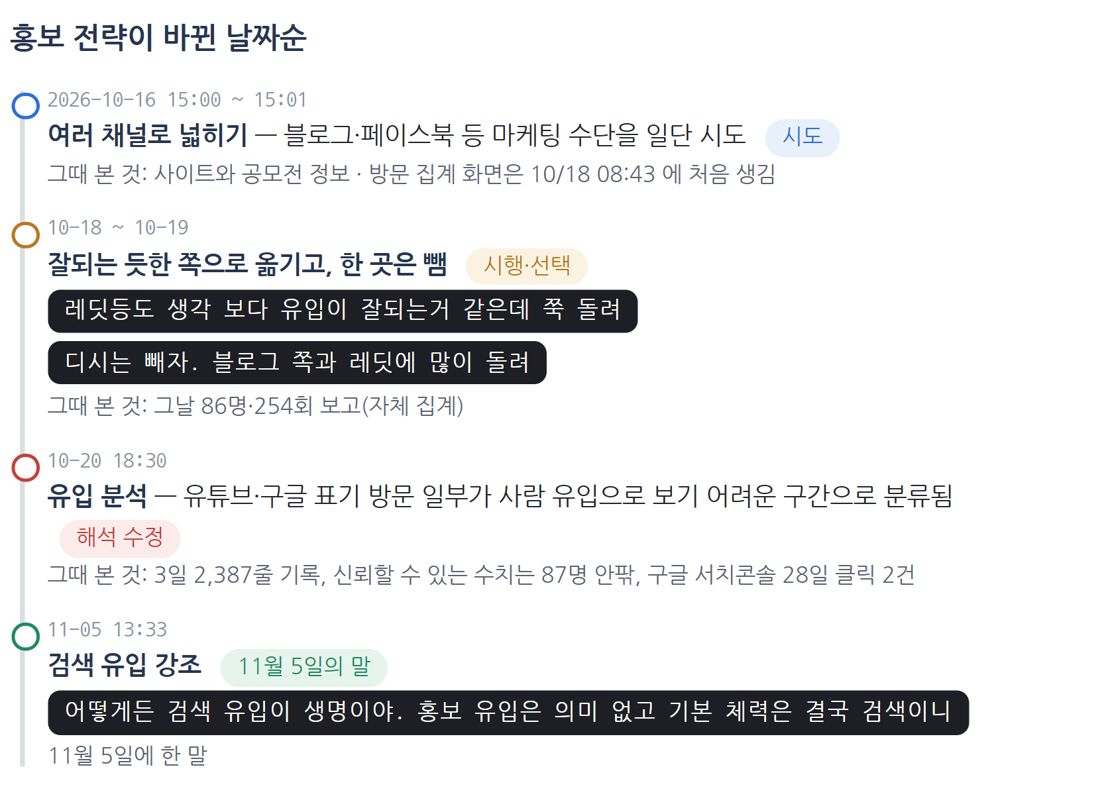 홍보 전략이 바뀐 날짜순
2026-10-16 15:00 ~ 15:01
여러 채널로 넓히기 — 블로그·페이스북 등 마케팅 수단을 일단 시도 시도
그때 본 것: 사이트와 공모전 정보 · 방문 집계 화면은 10/18 08:43 에 처음 생김
10-18 ~ 10-19
잘되는 듯한 쪽으로 옮기고, 한 곳은 뺌 시행·선택
레딧등도 생각 보다 유입이 잘되는거 같은데 쭉 돌려
디시는 빼자. 블로그 쪽과 레딧에 많이 돌려
그때 본 것: 그날 86명·254회 보고(자체 집계)
10-20 18:30
유입 분석 — 유튜브·구글 표기 방문 일부가 사람 유입으로 보기 어려운 구간으로 분류됨
해석 수정
그때 본 것: 3일 2,387줄 기록, 신뢰할 수 있는 수치는 87명 안팎, 구글 서치콘솔 28일 클릭 2건
11-05 13:33
검색 유입 강조 11월 5일의 말
어떻게든 검색 유입이 생명이야. 홍보 유입은 의미 없고 기본 체력은 결국 검색이니
11월 5일에 한 말